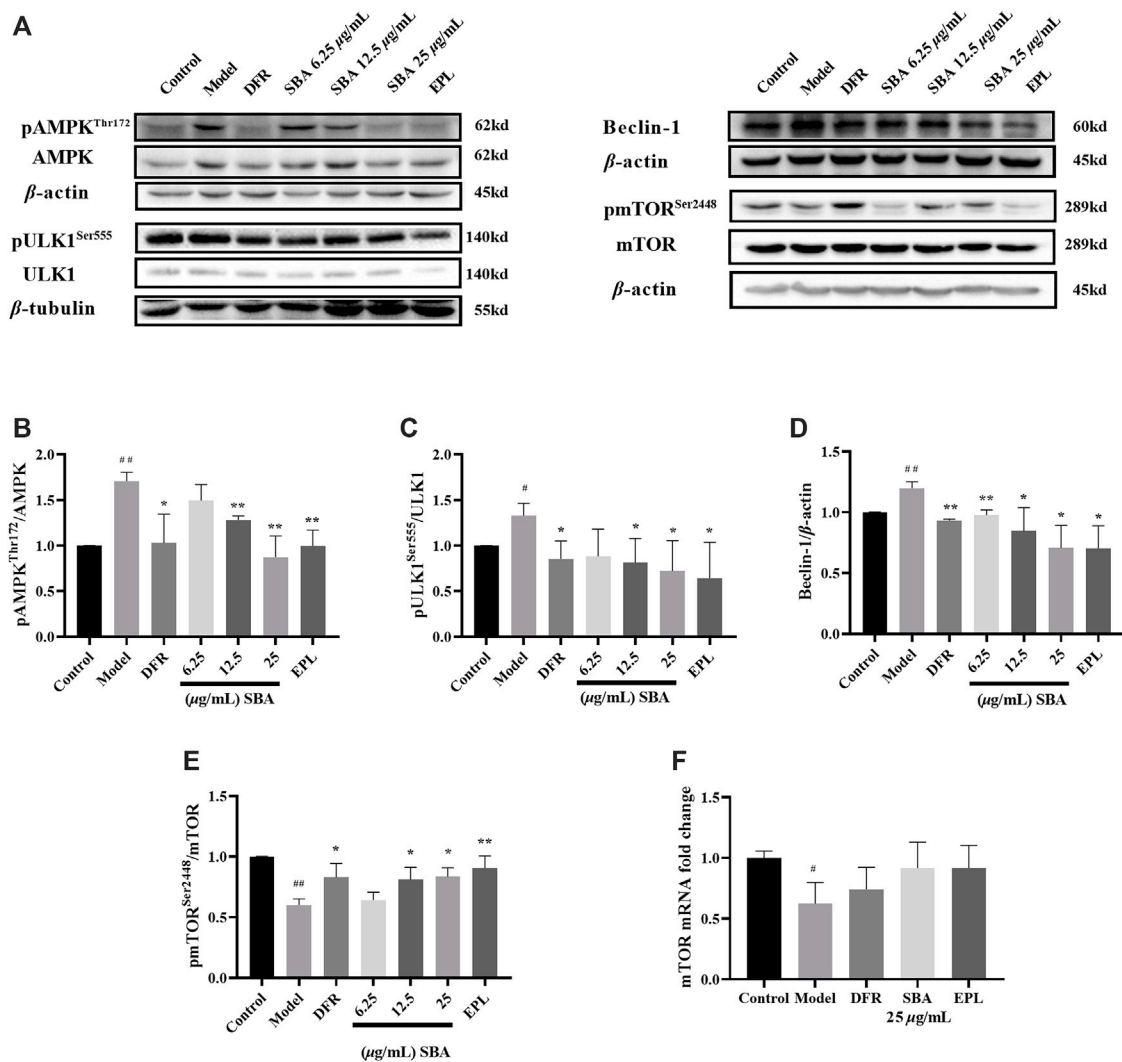 A
Control Model DFR SBA 6.25 µg/mL SBA 12.5 µg/mL SBA 25 µg/mL EPL
pAMPKThr172 62kd
AMPK 62kd
β-actin 45kd
pULK1Ser555 140kd
ULK1 140kd
β-tubulin 55kd
Control Model DFR SBA 6.25 µg/mL SBA 12.5 µg/mL SBA 25 µg/mL EPL
Beclin-1 60kd
β-actin 45kd
pmTORSer2448 289kd
mTOR 289kd
β-actin 45kd
B
pAMPKThr172/AMPK
2.0
1.5
1.0
0.5
0.0
## * ** ** **
Control Model DFR 6.25 12.5 25 EPL
(µg/mL) SBA
C
pULK1Ser555/ULK1
2.0
1.5
1.0
0.5
0.0
# * * * *
Control Model DFR 6.25 12.5 25 EPL
(µg/mL) SBA
D
Beclin-1/β-actin
1.5
1.0
0.5
0.0
## ** ** * * *
Control Model DFR 6.25 12.5 25 EPL
(µg/mL) SBA
E
pmTORSer2448/mTOR
1.5
1.0
0.5
0.0
## * * * **
Control Model DFR 6.25 12.5 25 EPL
(µg/mL) SBA
F
mTOR mRNA fold change
1.5
1.0
0.5
0.0
#
Control Model DFR SBA EPL
25 µg/mL